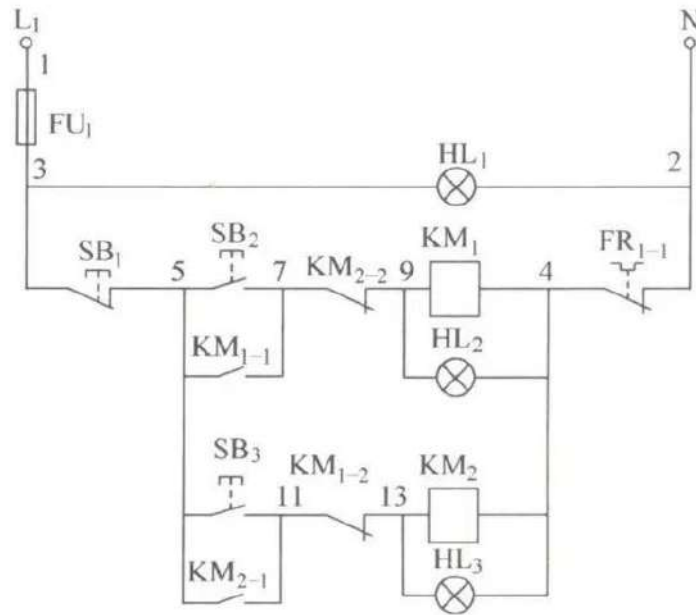 L₁ N
1
FU₁
3 HL₁ 2
SB₁ 5 SB₂ 7 KM₂₋₂ 9 KM₁ 4 FR₁₋₁
KM₁₋₁ HL₂
SB₃ 11 KM₁₋₂ 13 KM₂
KM₂₋₁ HL₃